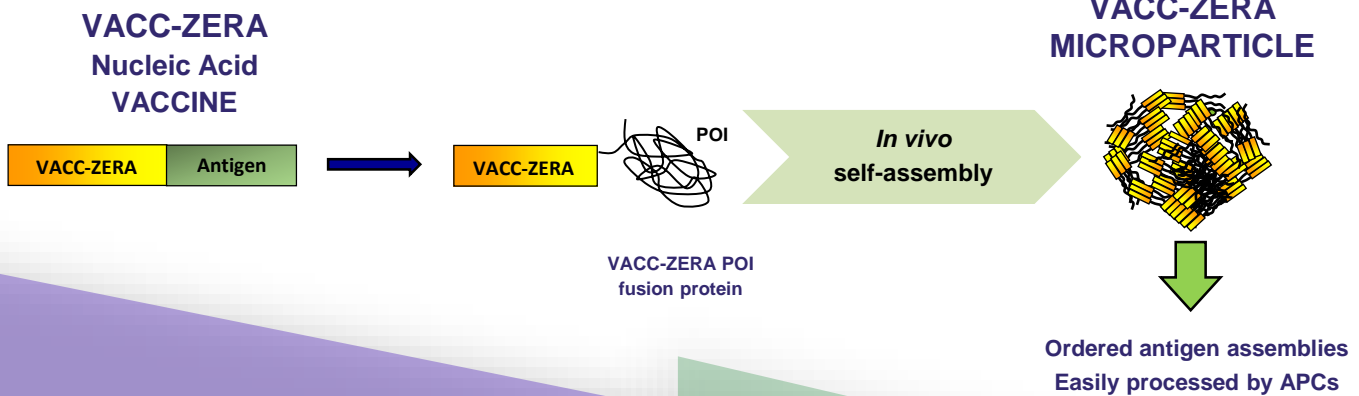 VACC-ZERA
Nucleic Acid
VACCINE
VACC-ZERA
Antigen
VACC-ZERA
POI
VACC-ZERA POI
fusion protein
In vivo
self-assembly
VACC-ZERA
MICROPARTICLE
Ordered antigen assemblies
Easily processed by APCs